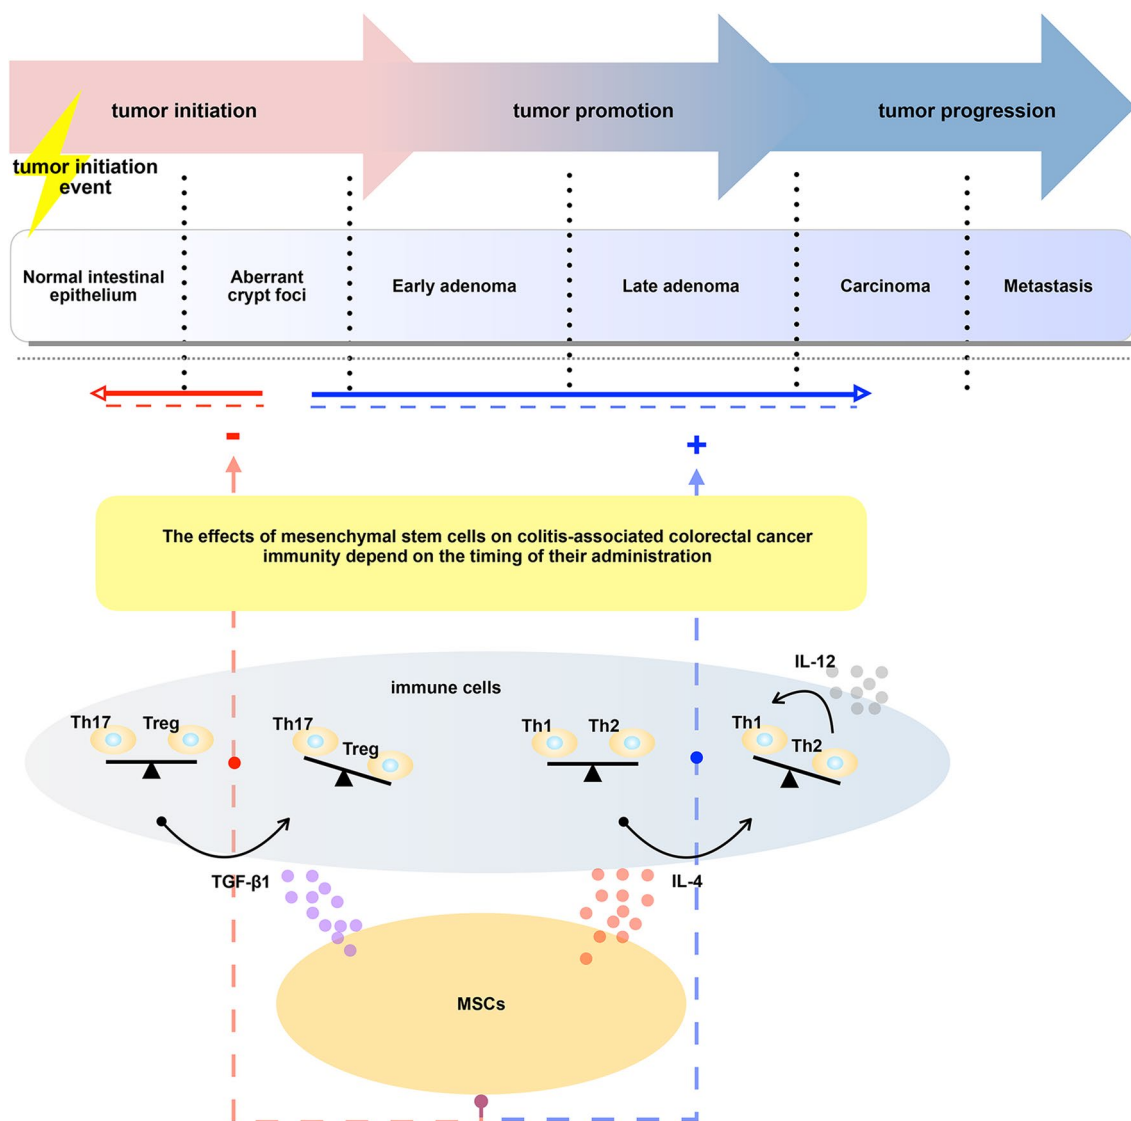 tumor initiation
tumor promotion
tumor progression
tumor initiation
event
Normal intestinal
epithelium
Aberrant
crypt foci
Early adenoma
Late adenoma
Carcinoma
Metastasis
-
+
The effects of mesenchymal stem cells on colitis-associated colorectal cancer
immunity depend on the timing of their administration
immune cells
IL-12
Th17
Treg
Th17
Treg
Th1
Th2
Th1
Th2
TGF-β1
IL-4
MSCs